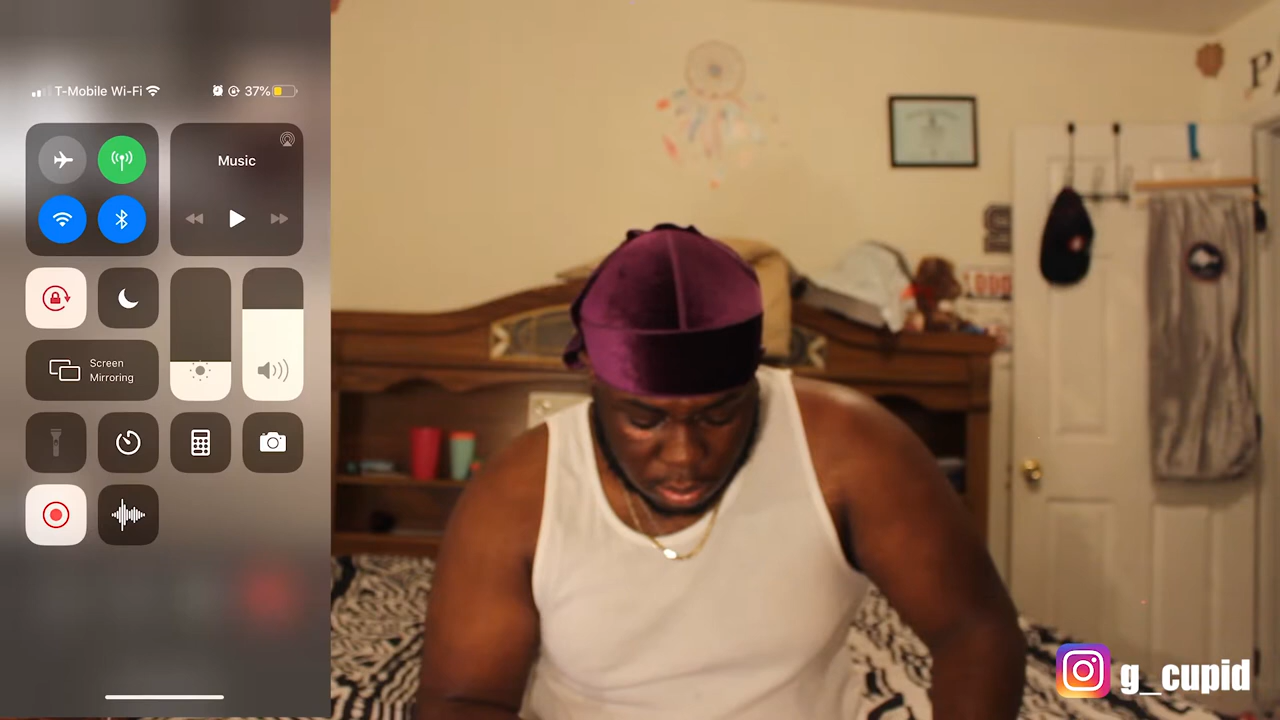 T-Mobile Wi-Fi 37%
Music
Screen
Mirroring
g_cupid